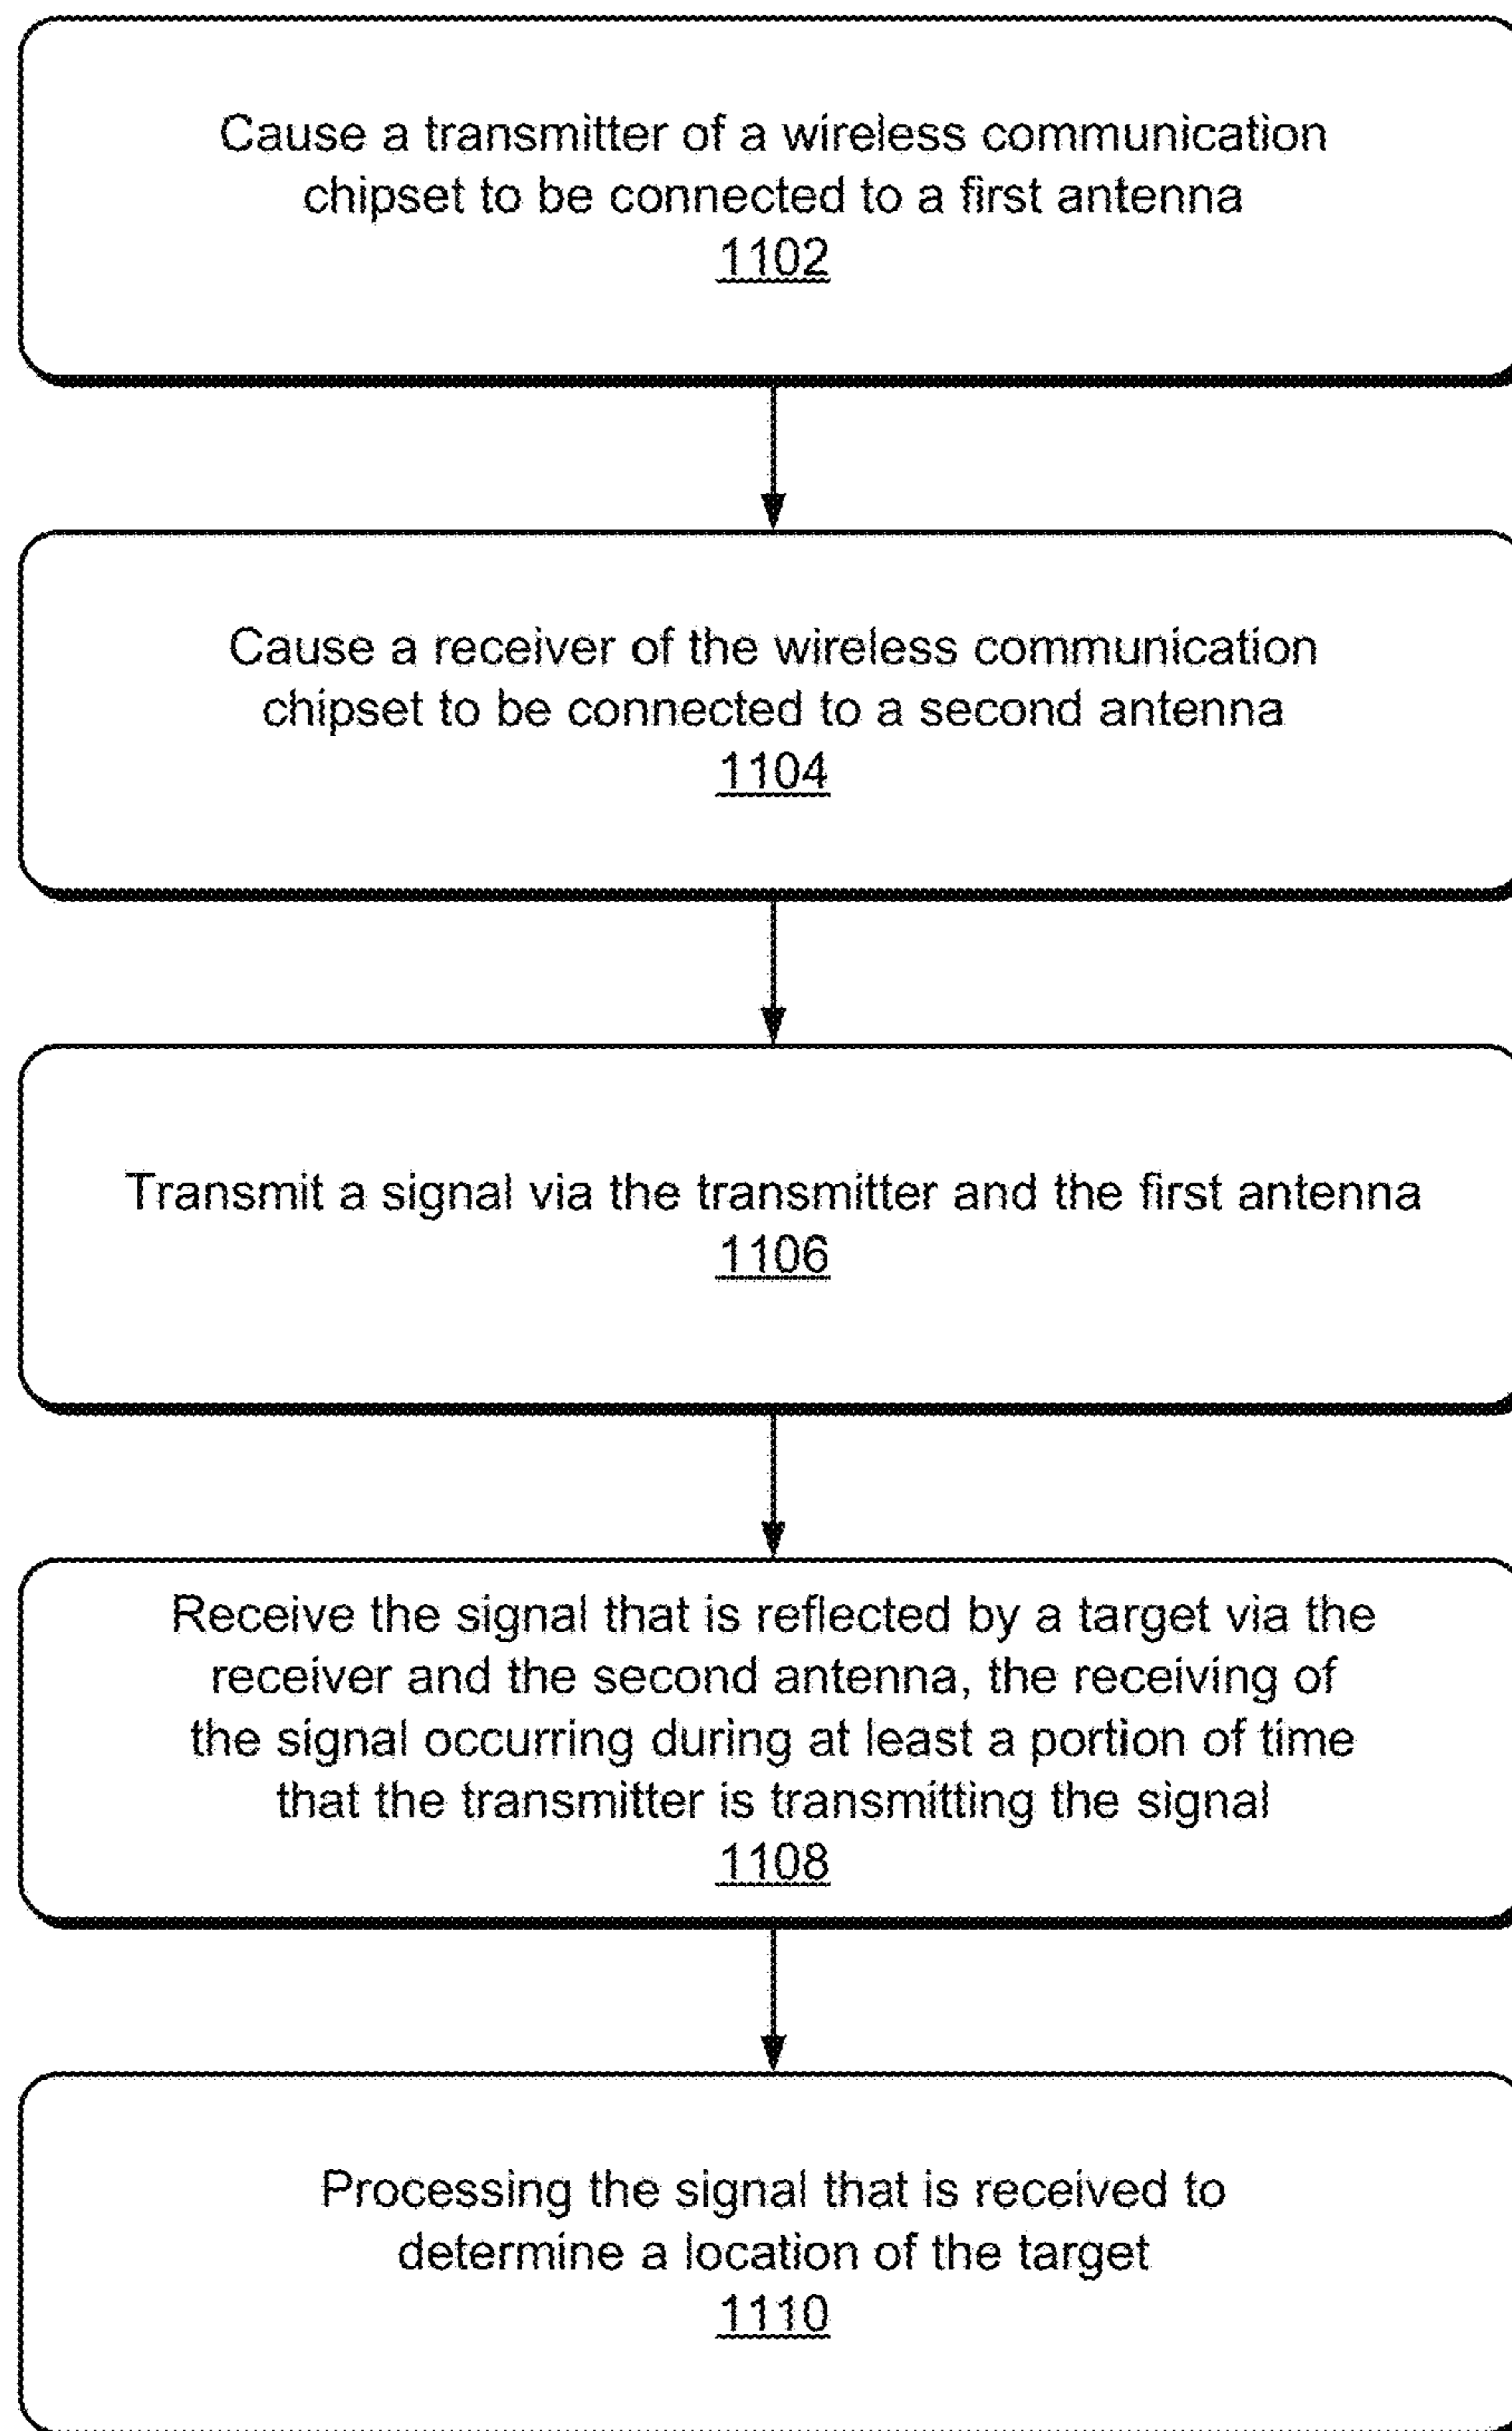 Cause a transmitter of a wireless communication
chipset to be connected to a first antenna
1102
Cause a receiver of the wireless communication
chipset to be connected to a second antenna
1104
Transmit a signal via the transmitter and the first antenna
1106
Receive the signal that is reflected by a target via the
receiver and the second antenna, the receiving of
the signal occurring during at least a portion of time
that the transmitter is transmitting the signal
1108
Processing the signal that is received to
determine a location of the target
1110